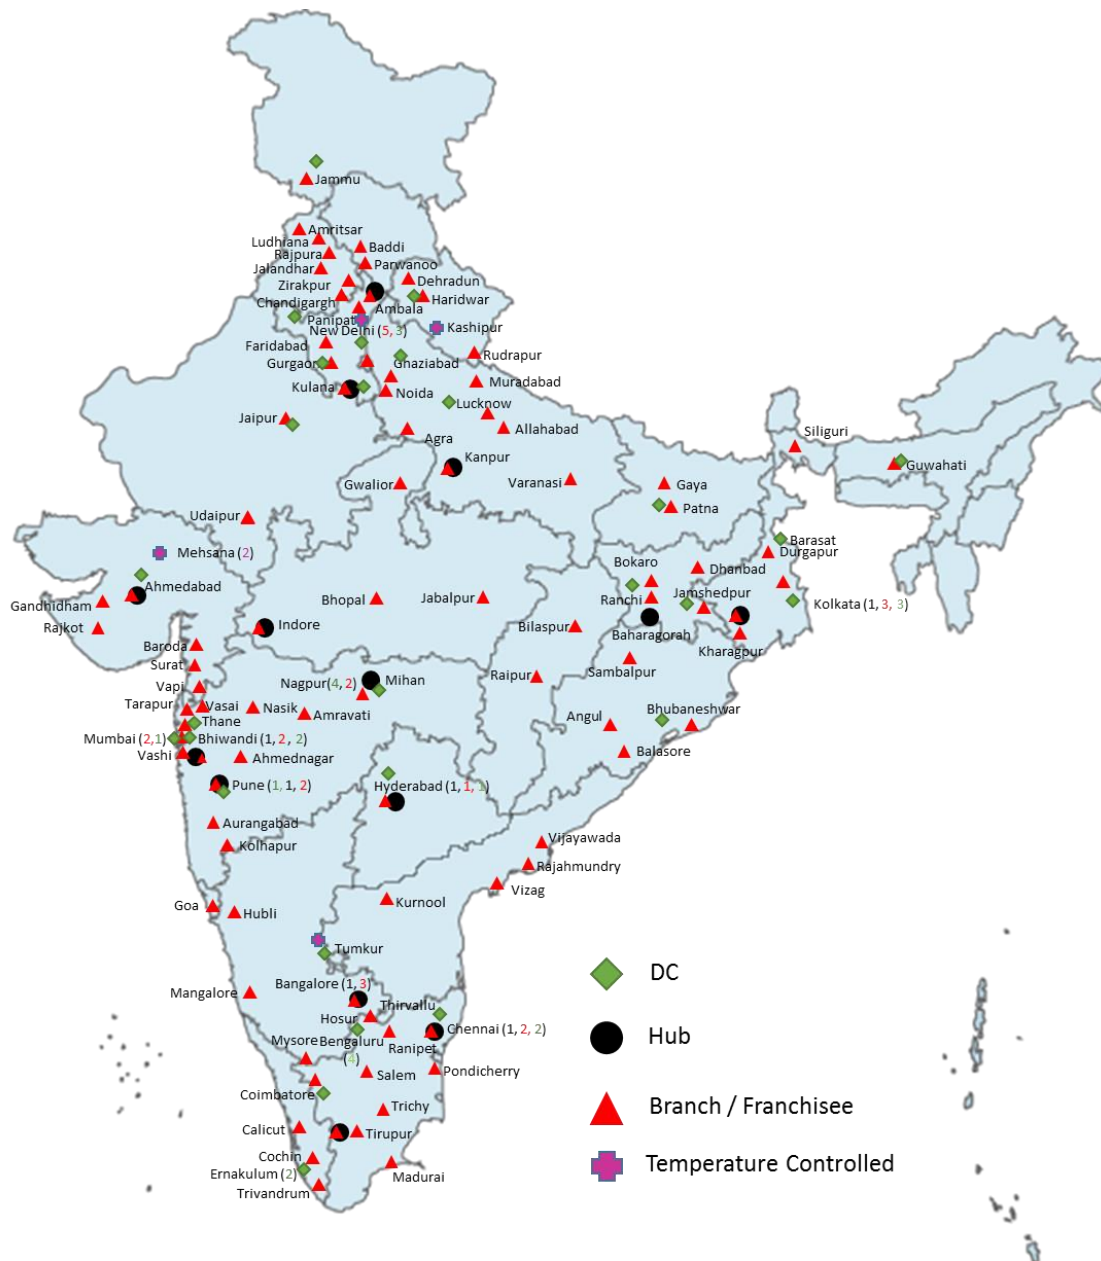 Jammu
Amritsar
Ludhiana
Baddi
Rajpura
Parwanoo
Jalandhar
Dehradun
Zirakpur
Haridwar
Chandigargh
Ambala
Panipat
Kashipur
New Delhi (5, 3)
Faridabad
Rudrapur
Gurgaon
Ghaziabad
Muradabad
Kulana
Noida
Lucknow
Jaipur
Allahabad
Agra
Siliguri
Kanpur
Guwahati
Gwalior
Varanasi
Gaya
Patna
Udaipur
Barasat
Mehsana (2)
Durgapur
Bokaro
Dhanbad
Ahmedabad
Jamshedpur
Gandhidham
Bhopal
Jabalpur
Ranchi
Kolkata (1, 3, 3)
Rajkot
Indore
Bilaspur
Baharagorah
Baroda
Kharagpur
Surat
Sambalpur
Vapi
Nagpur(4, 2)
Mihan
Raipur
Tarapur
Vasai
Nasik
Amravati
Bhubaneshwar
Thane
Angul
Mumbai (2,1)
Bhiwandi (1, 2 , 2)
Vashi
Ahmednagar
Balasore
Pune (1, 1, 2)
Hyderabad (1, 1, 1)
Aurangabad
Kolhapur
Vijayawada
Rajahmundry
Vizag
Goa
Hubli
Kurnool
Tumkur
DC
Bangalore (1, 3)
Mangalore
Thirvallu
Hosur
Chennai (1, 2, 2)
Hub
Mysore
Bengaluru
(4)
Ranipet
Salem
Pondicherry
Coimbatore
Trichy
Branch / Franchisee
Calicut
Tirupur
Cochin
Temperature Controlled
Ernakulum (2)
Madurai
Trivandrum